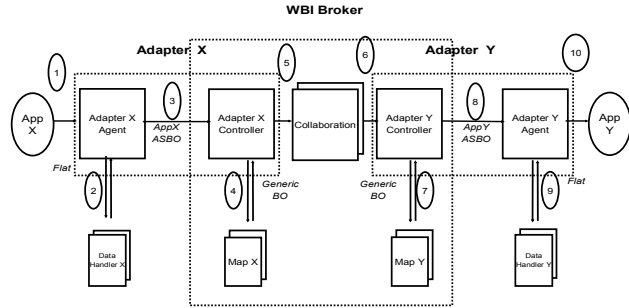 WBI Broker
Adapter X
Adapter Y
1
3
5
6
8
10
App
X
Adapter X
Agent
AppX
ASBO
Adapter X
Controller
Collaboration
Adapter Y
Controller
AppY
ASBO
Adapter Y
Agent
App
Y
Flat
2
4
Generic
BO
Generic
BO
7
9
Flat
Data
Handler X
Map X
Map Y
Data
Handler Y